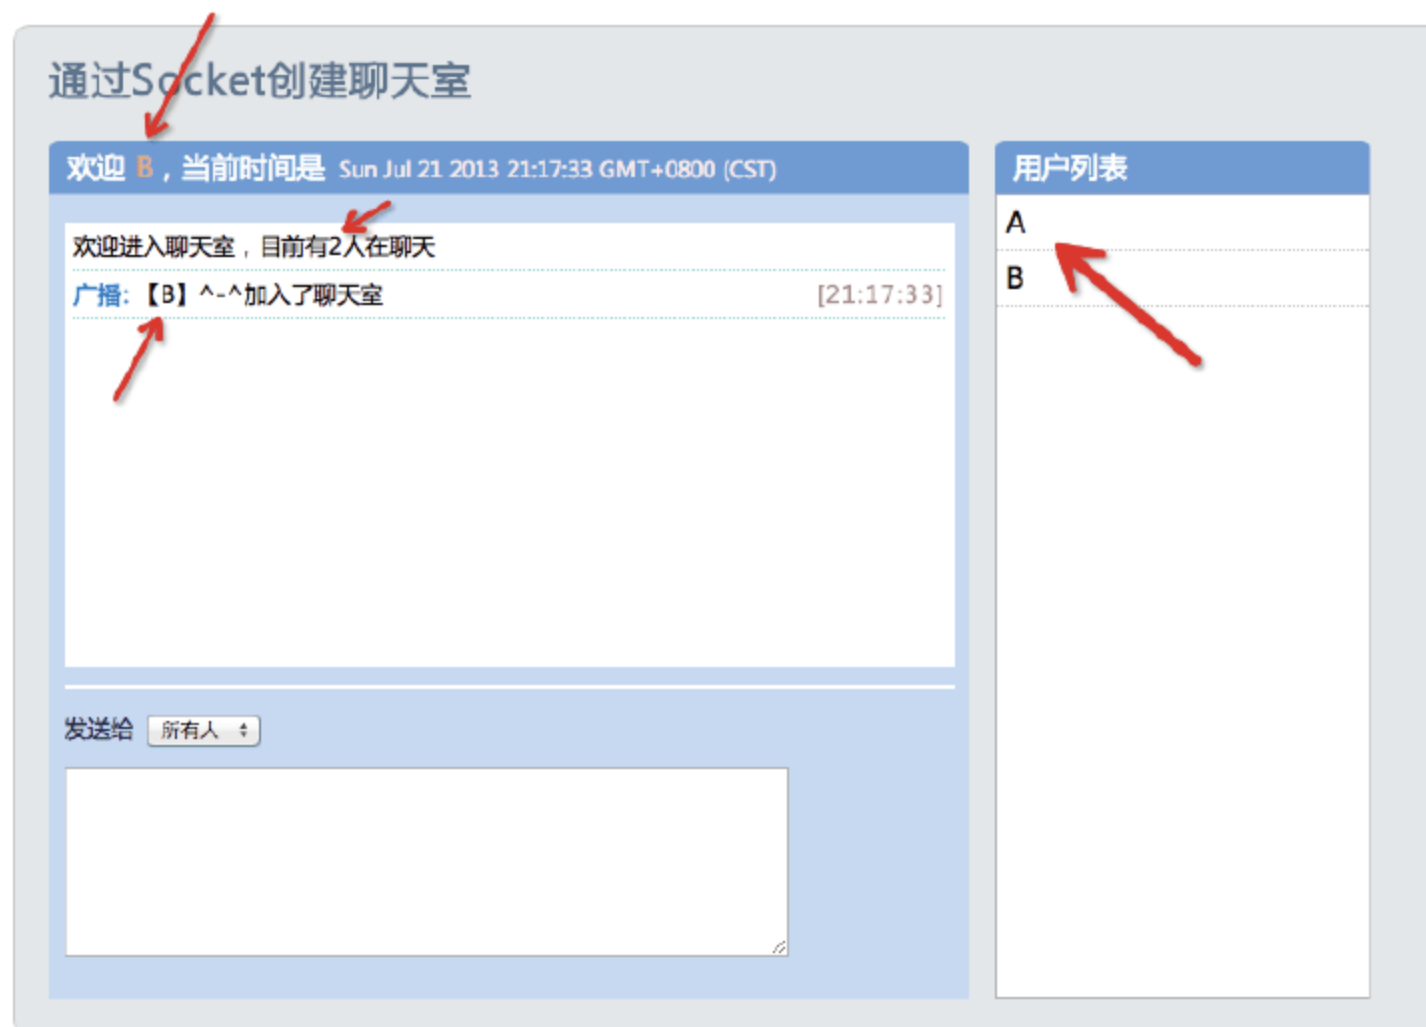 通过Socket创建聊天室
欢迎 B，当前时间是 Sun Jul 21 2013 21:17:33 GMT+0800 (CST)
欢迎进入聊天室，目前有2人在聊天
广播:【B】^-^加入了聊天室 [21:17:33]
发送给 所有人
用户列表
A
B